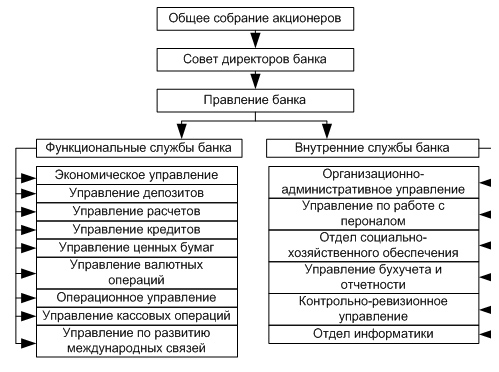 Общее собрание акционеров
Совет директоров банка
Правление банка
Функциональные службы банка
Экономическое управление
Управление депозитов
Управление расчетов
Управление кредитов
Управление ценных бумаг
Управление валютных
операций
Операционное управление
Управление кассовых операций
Управление по развитию
международных связей
Внутренние службы банка
Организационно-
административное управление
Управление по работе с
пероналом
Отдел социально-
хозяйственного обеспечения
Управление бухучета и
отчетности
Контрольно-ревизионное
управление
Отдел информатики